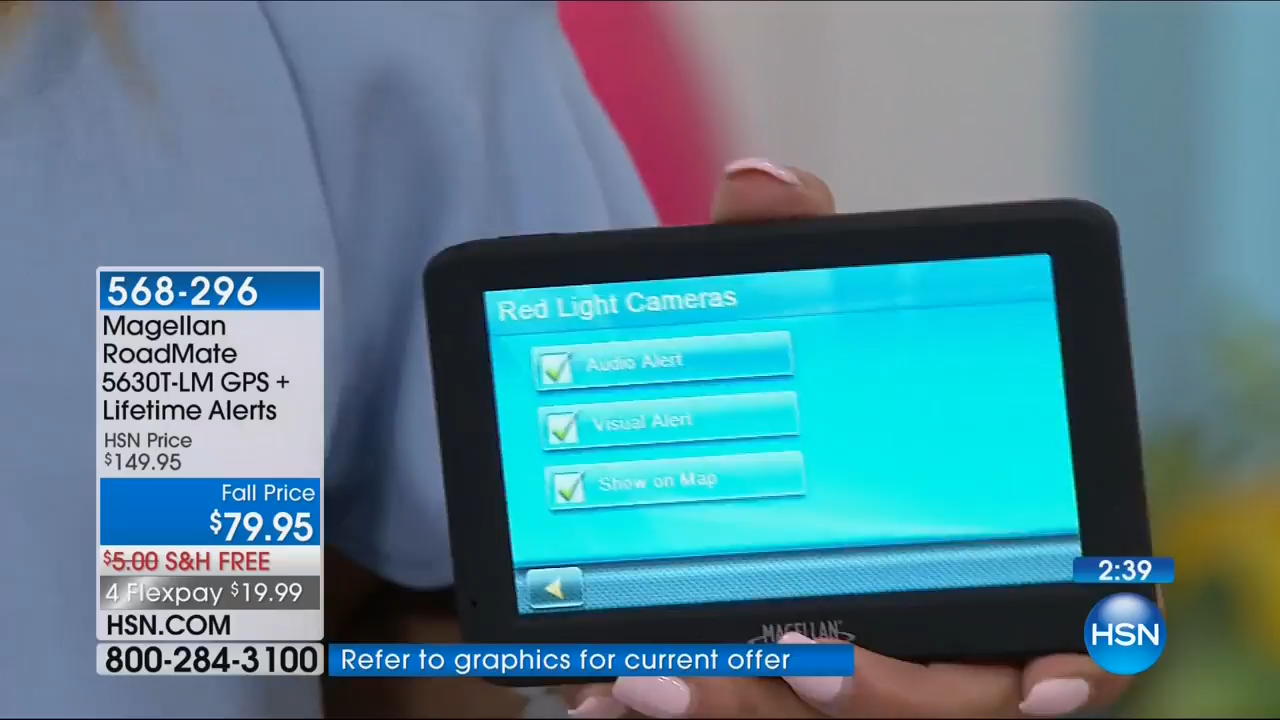 568-296
Magellan
RoadMate
5630T-LM GPS +
Lifetime Alerts
HSN Price
$149.95
Fall Price
$79.95
$5.00 S&H FREE
4 Flexpay $19.99
HSN.COM
800-284-3100
Refer to graphics for current offer
Red Light Cameras
Audio Alert
Visual Alert
Show on Map
MAGELLAN
2:39
HSN